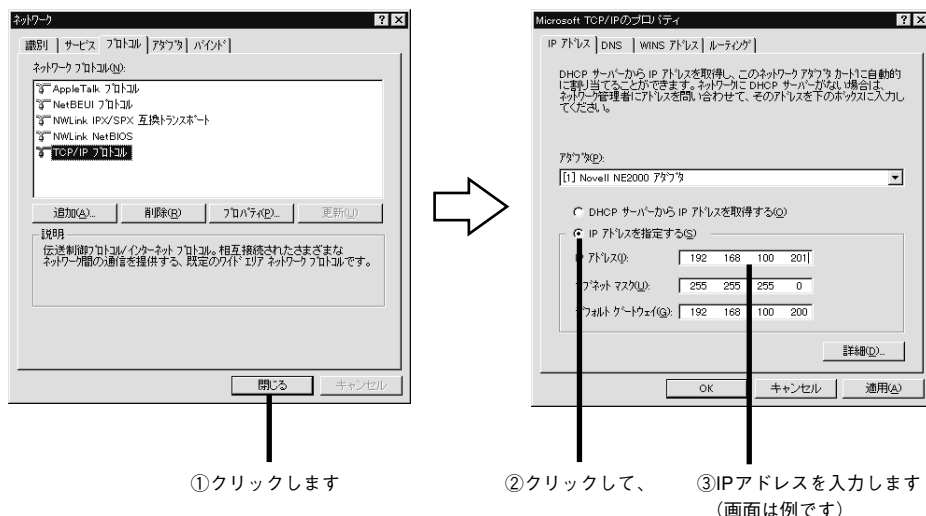 ネットワーク
識別 サービス プロトコル アダプタ バインド
ネットワーク プロトコル(N):
AppleTalk プロトコル
NetBEUI プロトコル
NWLink IPX/SPX 互換トランスポート
NWLink NetBIOS
TCP/IP プロトコル
追加(A)... 削除(R) プロパティ(P)... 更新(U)
説明
伝送制御プロトコル/インターネット プロトコル。相互接続されたさまざまな
ネットワーク間の通信を提供する、既定のワイド エリア ネットワーク プロトコルです。
閉じる キャンセル
①クリックします
Microsoft TCP/IPのプロパティ
IP アドレス DNS WINS アドレス ルーティング
DHCP サーバーから IP アドレスを取得し、このネットワーク アダプタ カードに自動的
に割り当てることができます。ネットワークに DHCP サーバーがない場合は、
ネットワーク管理者にアドレスを問い合わせて、そのアドレスを下のボックスに入力し
てください。
アダプタ(P):
[1] Novell NE2000 アダプタ
DHCP サーバーから IP アドレスを取得する(O)
IP アドレスを指定する(S)
アドレス(I): 192 168 100 201
ブネット マスク(U): 255 255 255 0
フォルト ゲートウェイ(G): 192 168 100 200
詳細(D)...
OK キャンセル 適用(A)
②クリックして、
③IPアドレスを入力します
(画面は例です)